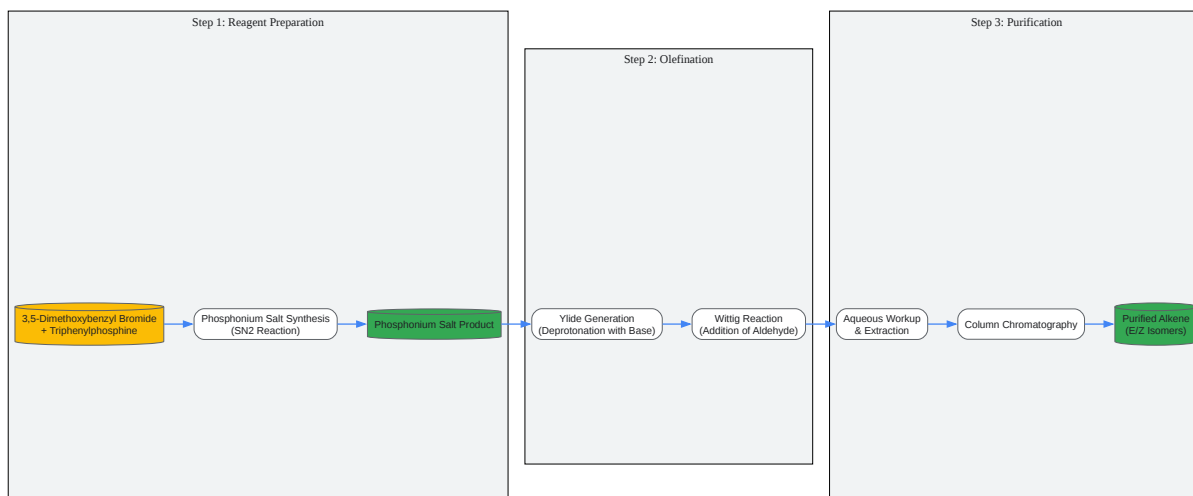 Step 1: Reagent Preparation
3,5-Dimethoxybenzyl Bromide
+ Triphenylphosphine
Phosphonium Salt Synthesis
(SN2 Reaction)
Phosphonium Salt Product
Step 2: Olefination
Ylide Generation
(Deprotonation with Base)
Wittig Reaction
(Addition of Aldehyde)
Step 3: Purification
Aqueous Workup
& Extraction
Column Chromatography
Purified Alkene
(E/Z Isomers)